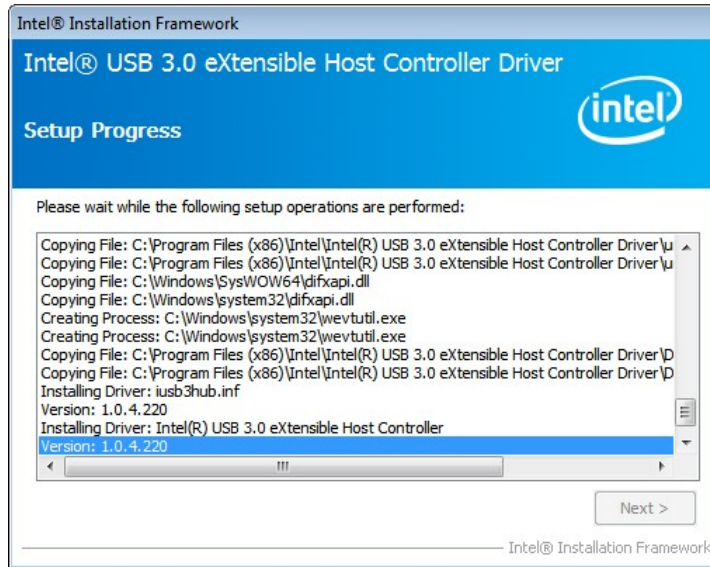 Intel® Installation Framework
Intel® USB 3.0 eXtensible Host Controller Driver
intel
Setup Progress
Please wait while the following setup operations are performed:
Copying File: C:\Program Files (x86)\Intel\Intel(R) USB 3.0 eXtensible Host Controller Driver\u
Copying File: C:\Program Files (x86)\Intel\Intel(R) USB 3.0 eXtensible Host Controller Driver\u
Copying File: C:\Windows\SysWOW64\difxapi.dll
Copying File: C:\Windows\system32\difxapi.dll
Creating Process: C:\Windows\system32\wevtutil.exe
Creating Process: C:\Windows\system32\wevtutil.exe
Copying File: C:\Program Files (x86)\Intel\Intel(R) USB 3.0 eXtensible Host Controller Driver\D
Copying File: C:\Program Files (x86)\Intel\Intel(R) USB 3.0 eXtensible Host Controller Driver\D
Installing Driver: iusb3hub.inf
Version: 1.0.4.220
Installing Driver: Intel(R) USB 3.0 eXtensible Host Controller
Version: 1.0.4.220
Next >
Intel® Installation Framework